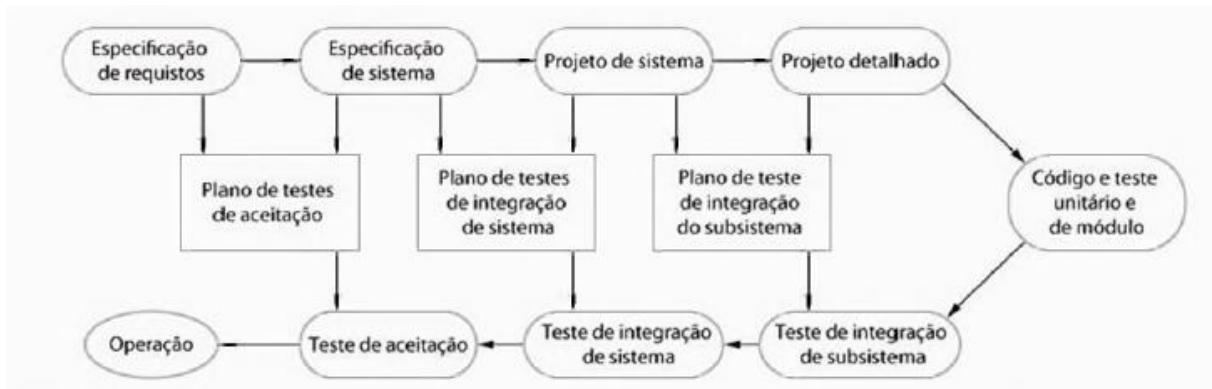 Especificação
de requistos
Especificação
de sistema
Projeto de sistema
Projeto detalhado
Plano de testes
de aceitação
Plano de testes
de integração
de sistema
Plano de teste
de integração
do subsistema
Código e teste
unitário e
de módulo
Operação
Teste de aceitação
Teste de integração
de sistema
Teste de integração
de subsistema